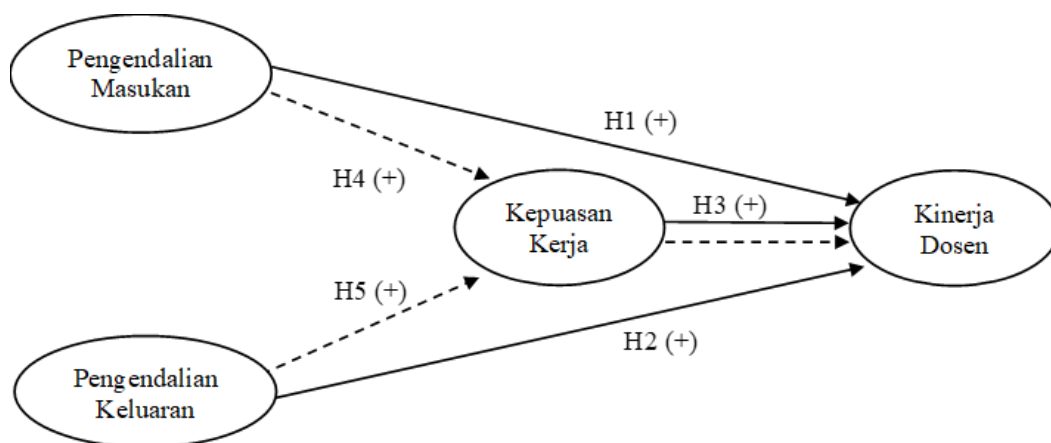 Pengendalian
Masukan
H1 (+)
H4 (+)
Kepuasan
Kerja
H3 (+)
Kinerja
Dosen
H5 (+)
H2 (+)
Pengendalian
Keluaran